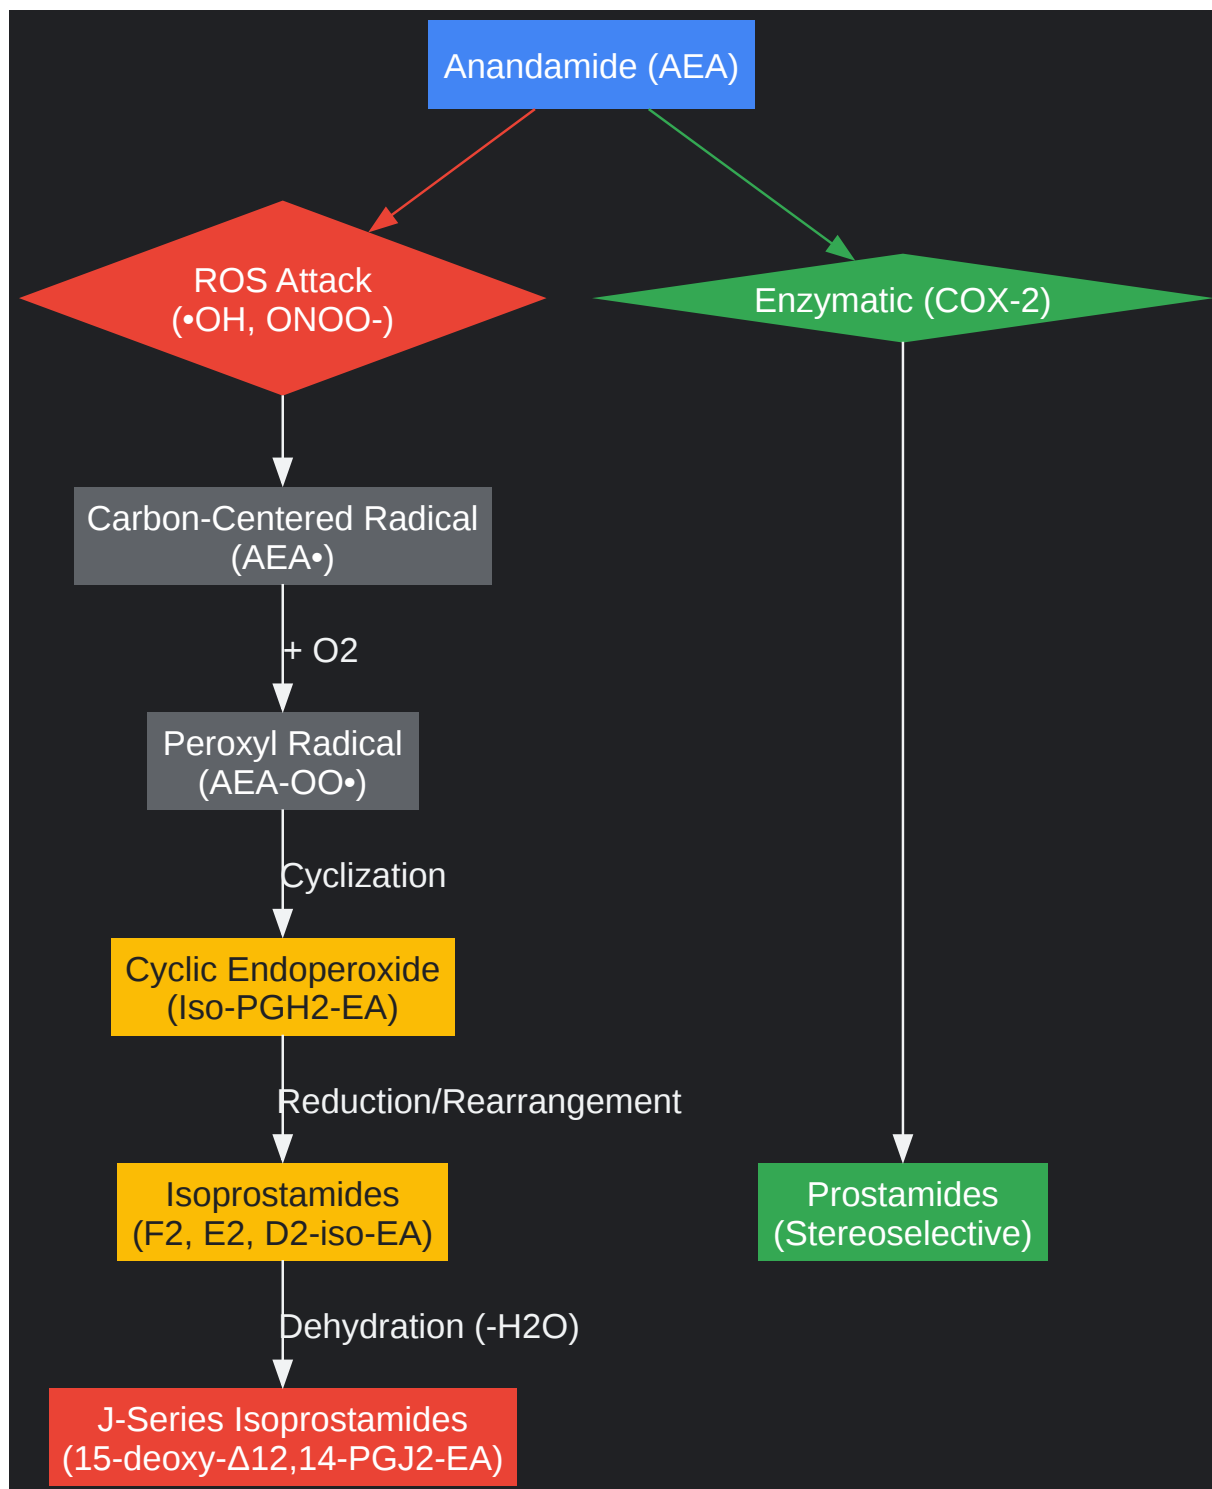 Anandamide (AEA)
ROS Attack
(•OH, ONOO-)
Enzymatic (COX-2)
Carbon-Centered Radical
(AEA•)
+ O2
Peroxyl Radical
(AEA-OO•)
Cyclization
Cyclic Endoperoxide
(Iso-PGH2-EA)
Reduction/Rearrangement
Isoprostamides
(F2, E2, D2-iso-EA)
Prostamides
(Stereoselective)
Dehydration (-H2O)
J-Series Isoprostamides
(15-deoxy-Δ12,14-PGJ2-EA)